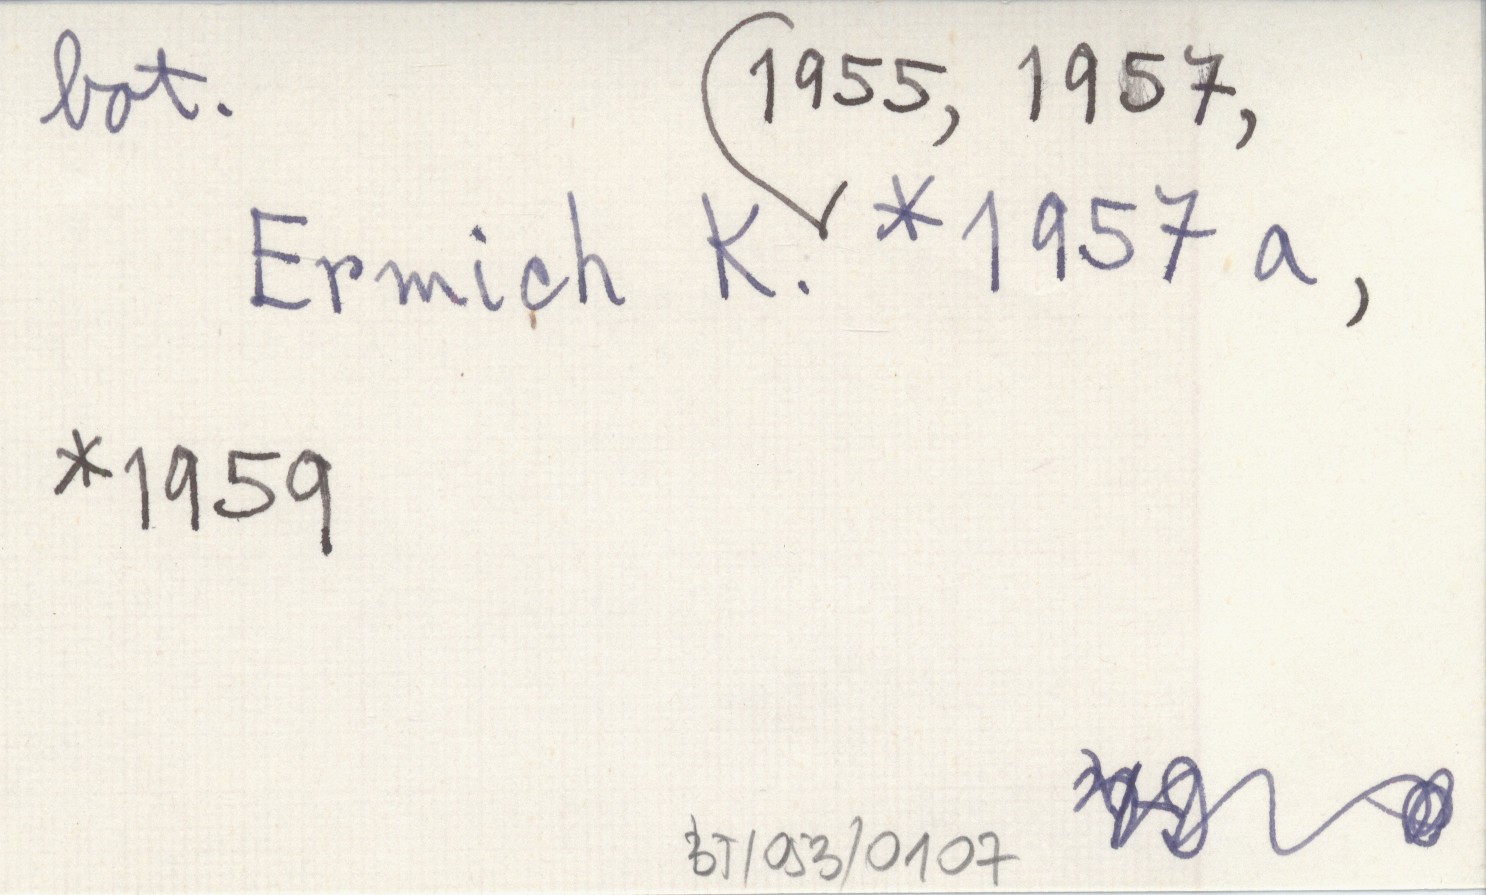 bot.
1955, 1957,
Ermich K. *1957 a,
*1959
BT/053/0107